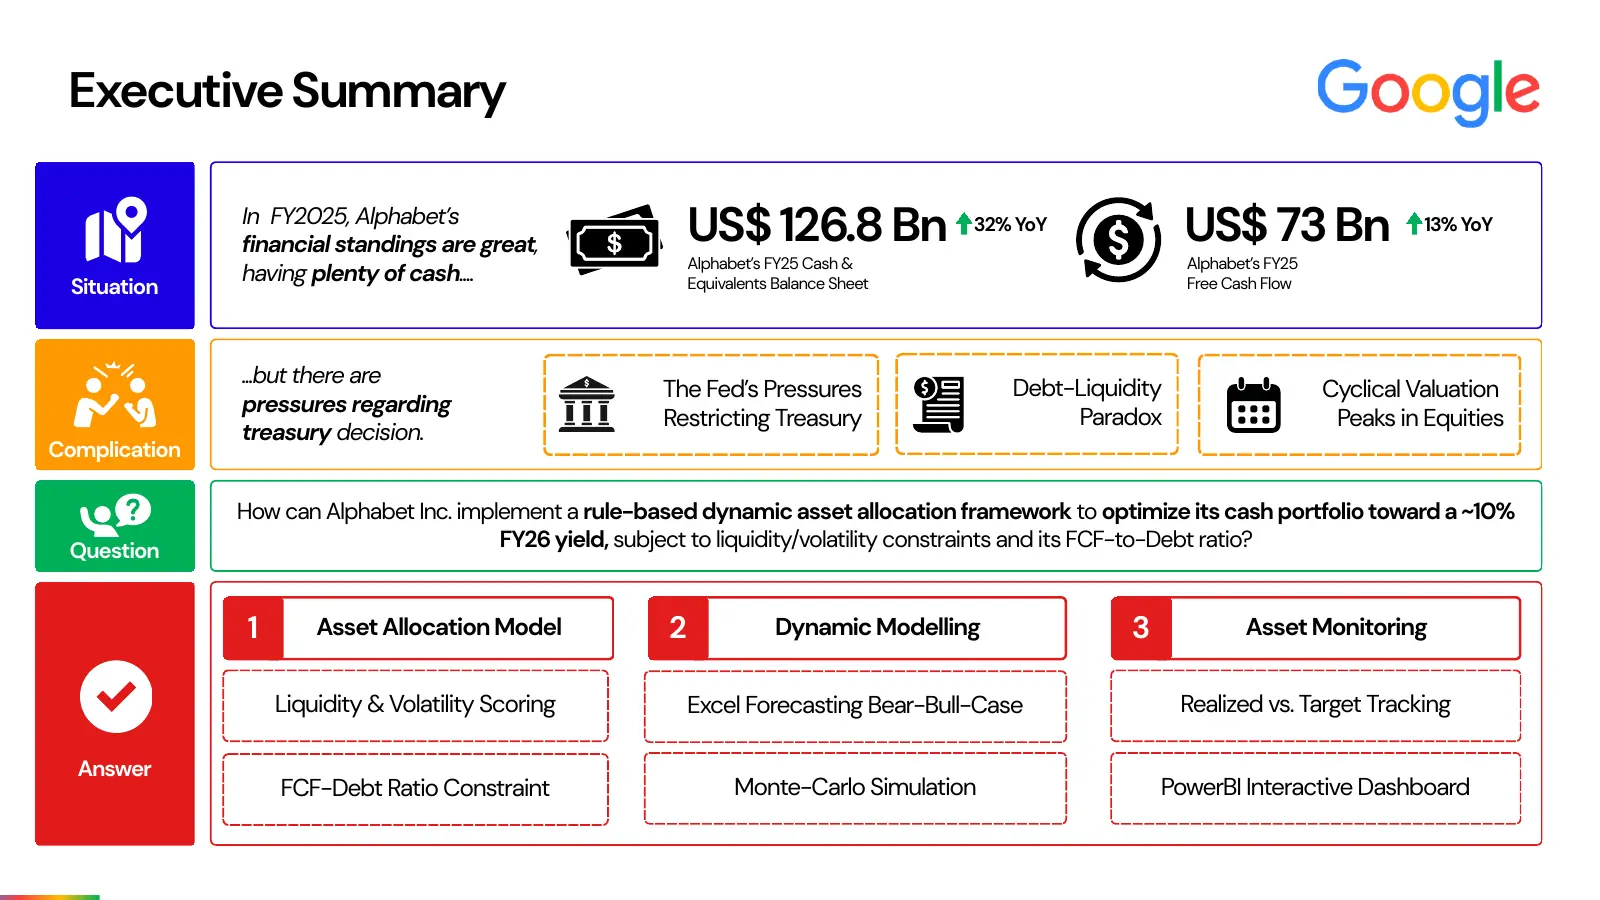 Executive Summary
Google
Situation
In FY2025, Alphabet's
financial standings are great,
having plenty of cash....
$
US$ 126.8 Bn
32% YoY
Alphabet's FY25 Cash &
Equivalents Balance Sheet
$
US$ 73 Bn
13% YoY
Alphabet's FY25
Free Cash Flow
Complication
...but there are
pressures regarding
treasury decision.
$
The Fed's Pressures
Restricting Treasury
$
Debt-Liquidity
Paradox
Cyclical Valuation
Peaks in Equities
?
Question
How can Alphabet Inc. implement a rule-based dynamic asset allocation framework to optimize its cash portfolio toward a ~10%
FY26 yield, subject to liquidity/volatility constraints and its FCF-to-Debt ratio?
Answer
1
Asset Allocation Model
Liquidity & Volatility Scoring
FCF-Debt Ratio Constraint
2
Dynamic Modelling
Excel Forecasting Bear-Bull-Case
Monte-Carlo Simulation
3
Asset Monitoring
Realized vs. Target Tracking
PowerBI Interactive Dashboard